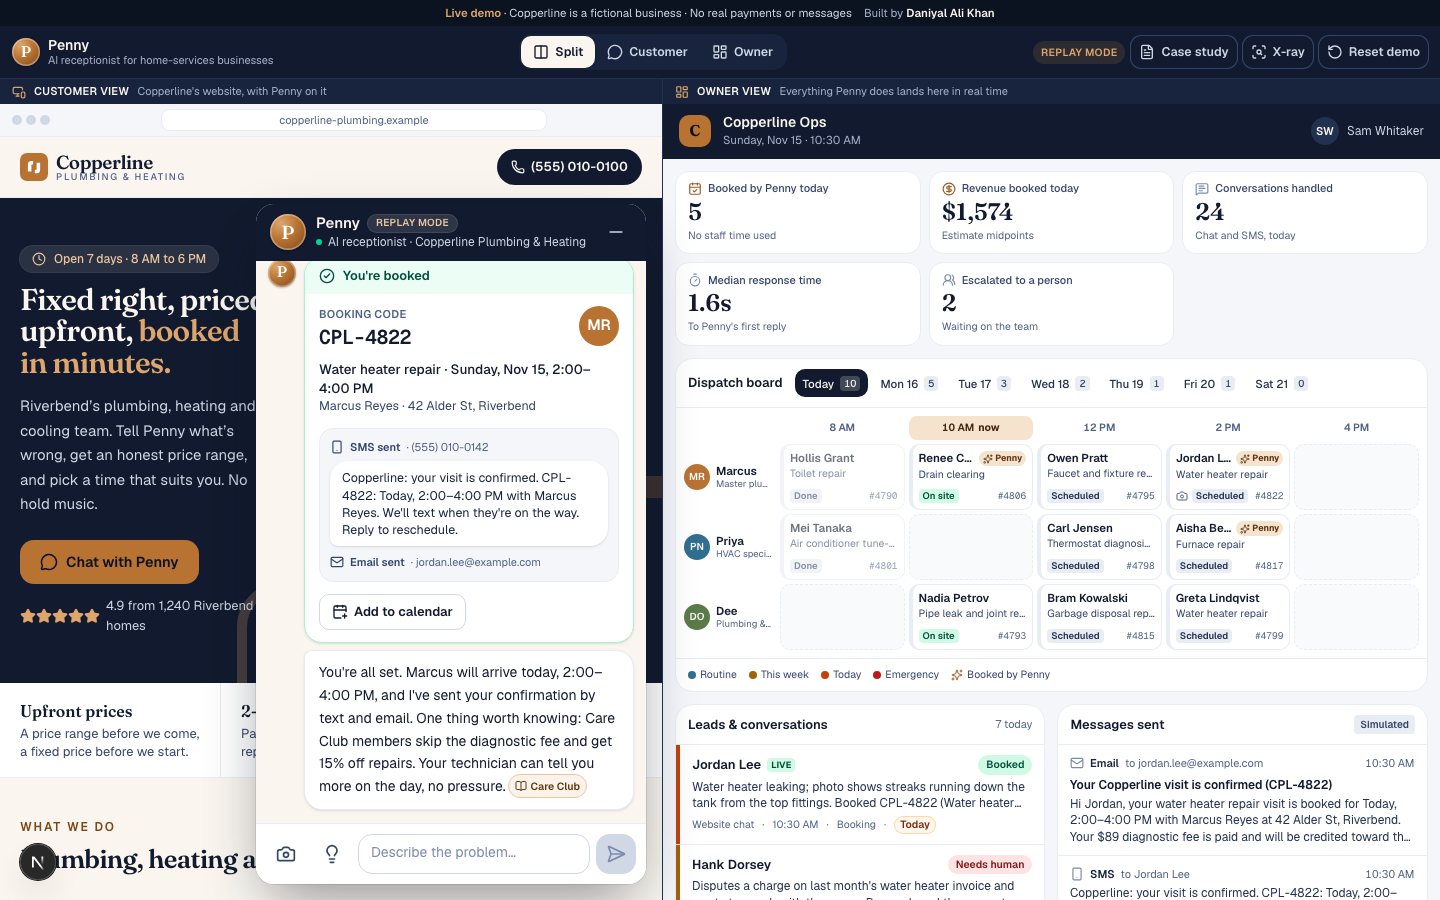 Live demo · Copperline is a fictional business · No real payments or messages Built by Daniyal Ali Khan
P
Penny
AI receptionist for home-services businesses
Split
Customer
Owner
REPLAY MODE
Case study
X-ray
Reset demo
CUSTOMER VIEW Copperline's website, with Penny on it
copperline-plumbing.example
Copperline
PLUMBING & HEATING
(555) 010-0100
Open 7 days · 8 AM to 6 PM
Fixed right, priced
upfront, booked
in minutes.
Riverbend's plumbing, heating and
cooling team. Tell Penny what's
wrong, get an honest price range,
and pick a time that suits you. No
hold music.
Chat with Penny
4.9 from 1,240 Riverbend
homes
Upfront prices
A price range before we come,
a fixed price before we start.
2-
Pa
rep
WHAT WE DO
umbing, heating a
N
P
Penny
REPLAY MODE
AI receptionist · Copperline Plumbing & Heating
P
You're booked
BOOKING CODE
CPL-4822
MR
Water heater repair · Sunday, Nov 15, 2:00–
4:00 PM
Marcus Reyes · 42 Alder St, Riverbend
SMS sent · (555) 010-0142
Copperline: your visit is confirmed. CPL-
4822: Today, 2:00–4:00 PM with Marcus
Reyes. We'll text when they're on the way.
Reply to reschedule.
Email sent · jordan.lee@example.com
Add to calendar
You're all set. Marcus will arrive today, 2:00–
4:00 PM, and I've sent your confirmation by
text and email. One thing worth knowing: Care
Club members skip the diagnostic fee and get
15% off repairs. Your technician can tell you
more on the day, no pressure. Care Club
Describe the problem...
OWNER VIEW Everything Penny does lands here in real time
C
Copperline Ops
Sunday, Nov 15 · 10:30 AM
SW
Sam Whitaker
Booked by Penny today
5
No staff time used
Revenue booked today
$1,574
Estimate midpoints
Conversations handled
24
Chat and SMS, today
Median response time
1.6s
To Penny's first reply
Escalated to a person
2
Waiting on the team
Dispatch board
Today 10
Mon 16 5
Tue 17 3
Wed 18 2
Thu 19 1
Fri 20 1
Sat 21 0
8 AM
10 AM now
12 PM
2 PM
4 PM
MR
Marcus
Master plu...
Hollis Grant
Toilet repair
Done #4790
Renee C... Penny
Drain clearing
On site #4806
Owen Pratt
Faucet and fixture re...
Scheduled #4795
Jordan L... Penny
Water heater repair
Scheduled #4822
PN
Priya
HVAC speci...
Mei Tanaka
Air conditioner tune-...
Done #4801
Carl Jensen
Thermostat diagnosi...
Scheduled #4798
Aisha Be... Penny
Furnace repair
Scheduled #4817
DO
Dee
Plumbing &...
Nadia Petrov
Pipe leak and joint re...
On site #4793
Bram Kowalski
Garbage disposal rep...
Scheduled #4815
Greta Lindqvist
Water heater repair
Scheduled #4799
Routine
This week
Today
Emergency
Booked by Penny
Leads & conversations
7 today
Jordan Lee LIVE
Booked
Water heater leaking; photo shows streaks running down the
tank from the top fittings. Booked CPL-4822 (Water heater...
Website chat · 10:30 AM · Booking · Today
Hank Dorsey
Needs human
Disputes a charge on last month's water heater invoice and
Messages sent
Simulated
Email to jordan.lee@example.com 10:30 AM
Your Copperline visit is confirmed (CPL-4822)
Hi Jordan, your water heater repair visit is booked for Today,
2:00–4:00 PM with Marcus Reyes at 42 Alder St, Riverbend.
Your $89 diagnostic fee is paid and will be credited toward th...
SMS to Jordan Lee 10:30 AM
Copperline: your visit is confirmed. CPL-4822: Today, 2:00–